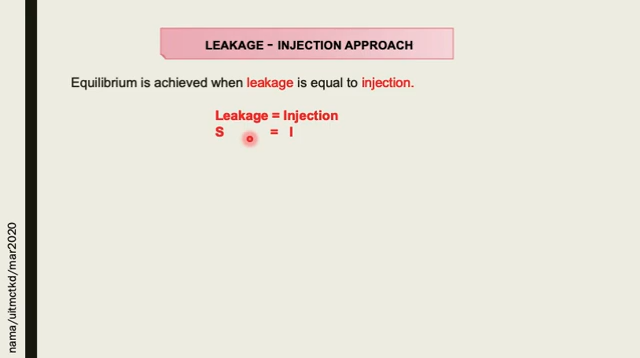 LEAKAGE - INJECTION APPROACH
Equilibrium is achieved when leakage is equal to injection.
Leakage = Injection
S = I
nama/uitmctkd/mar2020